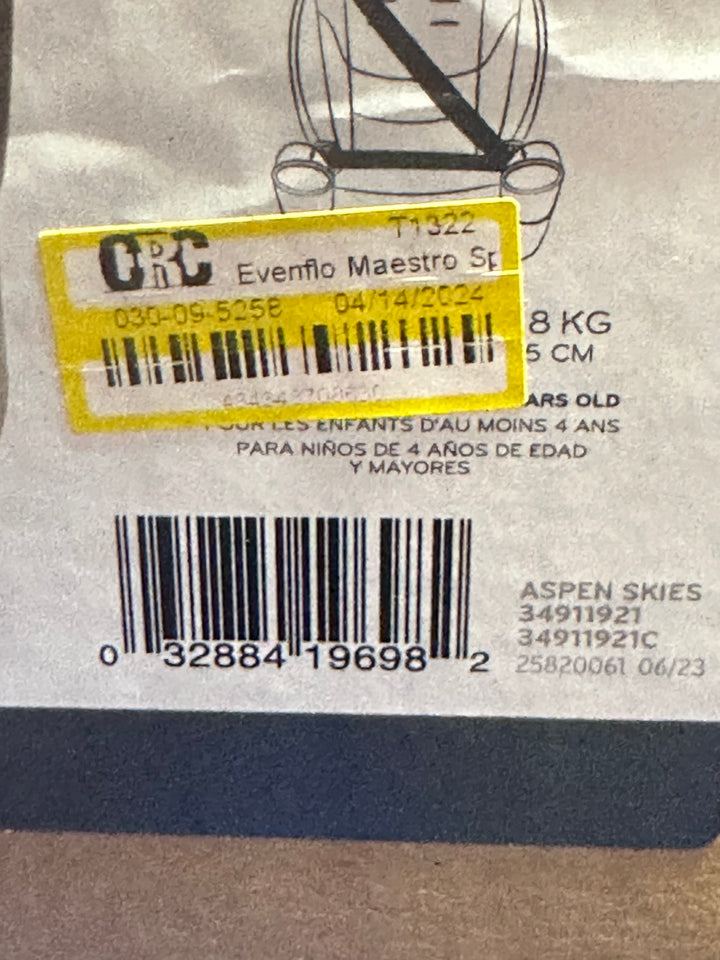 T1322
CRC
Evenflo Maestro Sp
030-09-5258 04/14/2024
8 KG
5 CM
ARS OLD
UR LES ENFANTS D'AU MOINS 4 ANS
PARA NIÑOS DE 4 AÑOS DE EDAD
Y MAYORES
ASPEN SKIES
34911921
34911921C
25820061 06/23
0 32884 19698 2